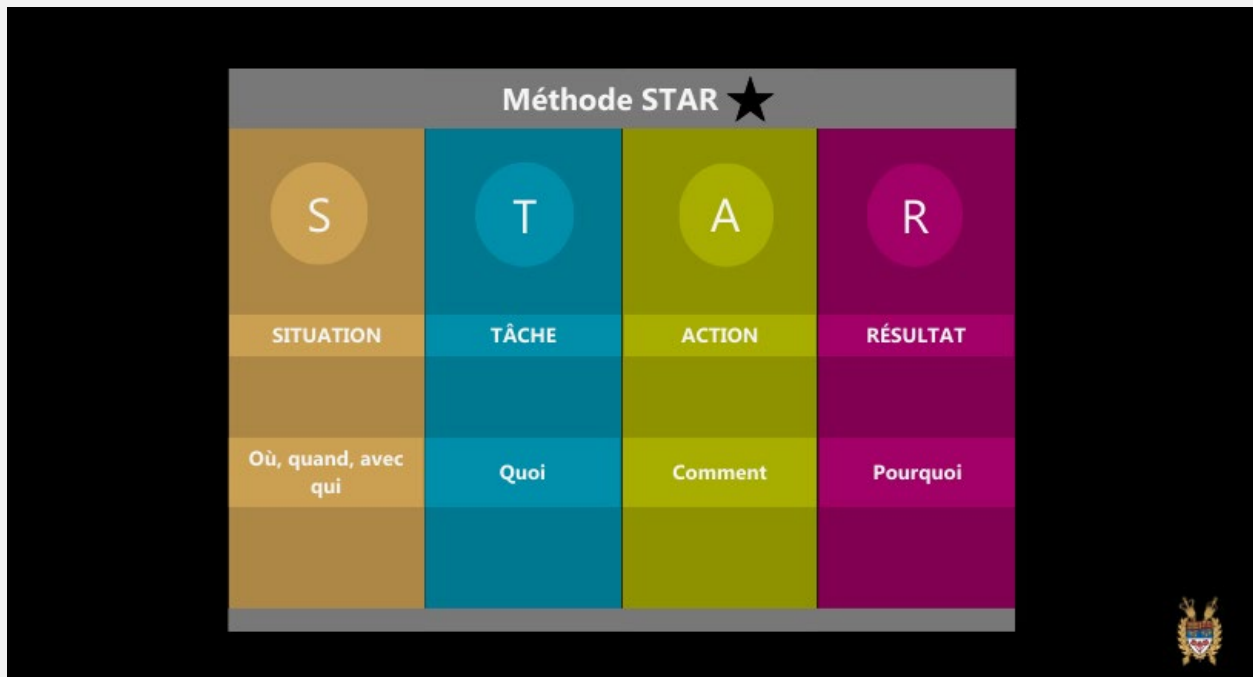 Méthode STAR
S
T
A
R
SITUATION
TÂCHE
ACTION
RÉSULTAT
Où, quand, avec
qui
Quoi
Comment
Pourquoi